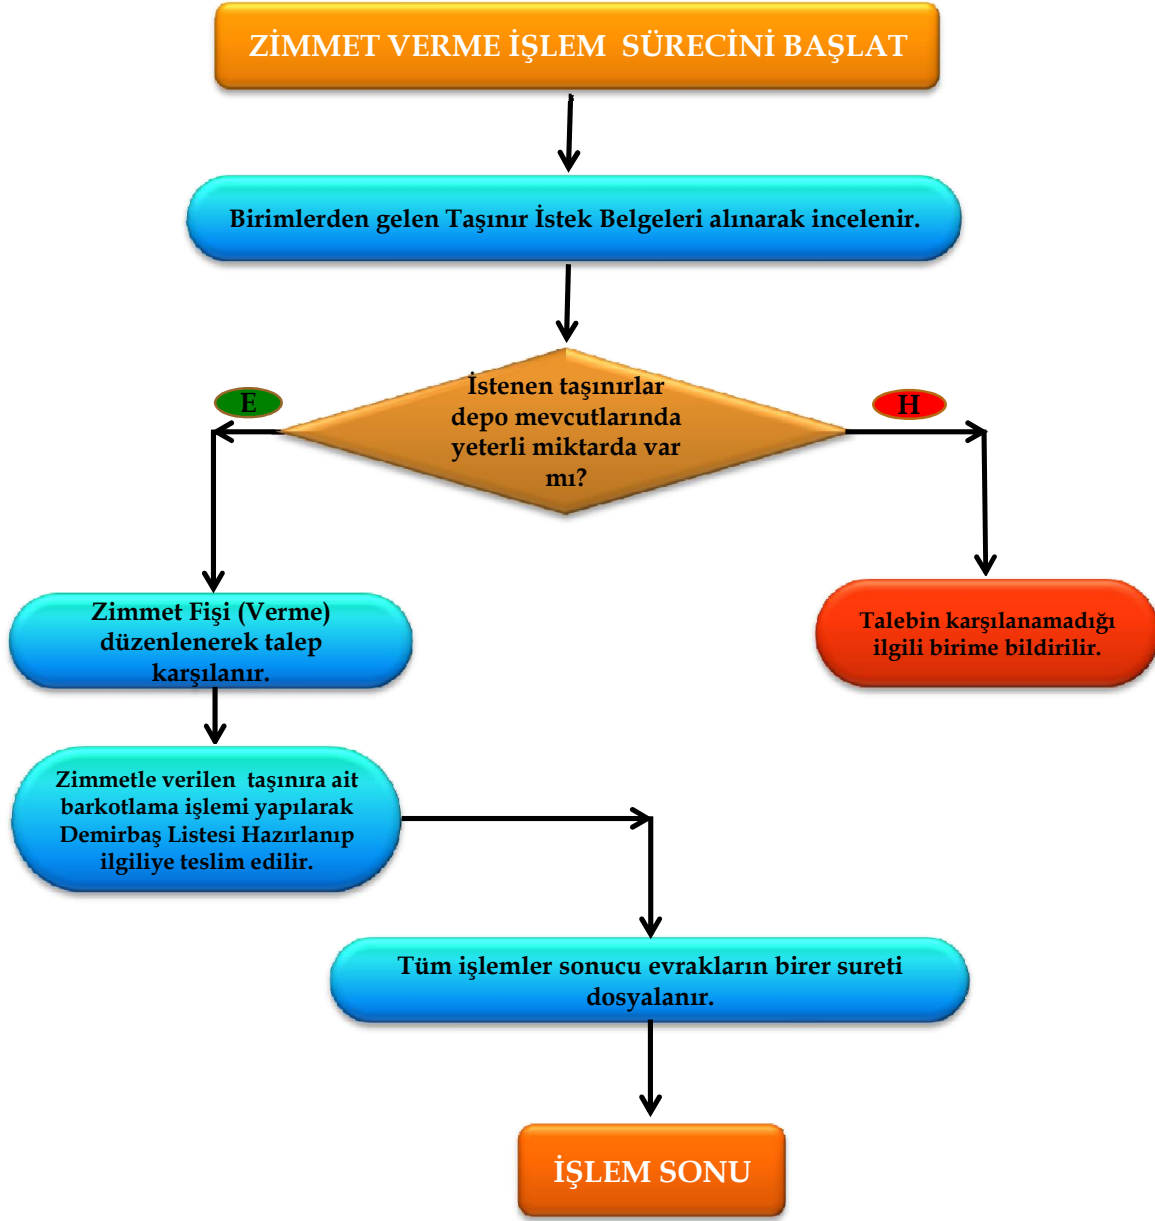 ZİMMET VERME İŞLEM SÜRECİNİ BAŞLAT
Birimlerden gelen Taşınır İstek Belgeleri alınarak incelenir.
İstenen taşınırlar
depo mevcutlarında
yeterli miktarda var
mı?
E
H
Zimmet Fişi (Verme)
düzenlenerek talep
karşılanır.
Talebin karşılanamadığı
ilgili birime bildirilir.
Zimmetle verilen taşınıra ait
barkotlama işlemi yapılarak
Demirbaş Listesi Hazırlanıp
ilgiliye teslim edilir.
Tüm işlemler sonucu evrakların birer sureti
dosyalanır.
İŞLEM SONU